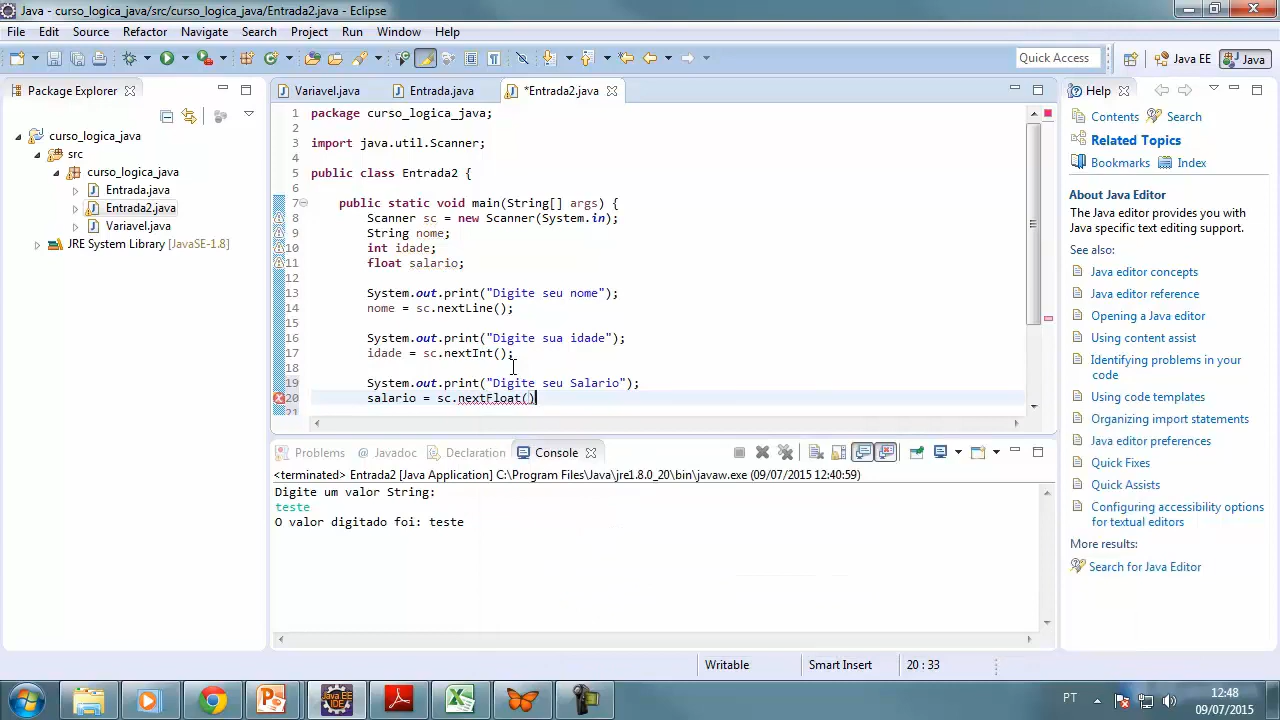 Java - curso_logica_java/src/curso_logica_java/Entrada2.java - Eclipse
File Edit Source Refactor Navigate Search Project Run Window Help
Quick Access
Java EE
Java
Package Explorer
curso_logica_java
src
curso_logica_java
Entrada.java
Entrada2.java
Variavel.java
JRE System Library [JavaSE-1.8]
Variavel.java Entrada.java *Entrada2.java
1 package curso_logica_java;
2
3 import java.util.Scanner;
4
5 public class Entrada2 {
6
7 public static void main(String[] args) {
8 Scanner sc = new Scanner(System.in);
9 String nome;
10 int idade;
11 float salario;
12
13 System.out.print("Digite seu nome");
14 nome = sc.nextLine();
15
16 System.out.print("Digite sua idade");
17 idade = sc.nextInt();
18
19 System.out.print("Digite seu Salario");
20 salario = sc.nextFloat()
21
Problems Javadoc Declaration Console
<terminated> Entrada2 [Java Application] C:\Program Files\Java\jre1.8.0_20\bin\javaw.exe (09/07/2015 12:40:59)
Digite um valor String:
teste
O valor digitado foi: teste
Help
Contents Search
Related Topics
Bookmarks Index
About Java Editor
The Java editor provides you with
Java specific text editing support.
See also:
Java editor concepts
Java editor reference
Opening a Java editor
Using content assist
Identifying problems in your
code
Using code templates
Organizing import statements
Java editor preferences
Quick Fixes
Quick Assists
Configuring accessibility options
for textual editors
More results:
Search for Java Editor
Writable Smart Insert 20 : 33
Java EE
IDE
PT
12:48
09/07/2015